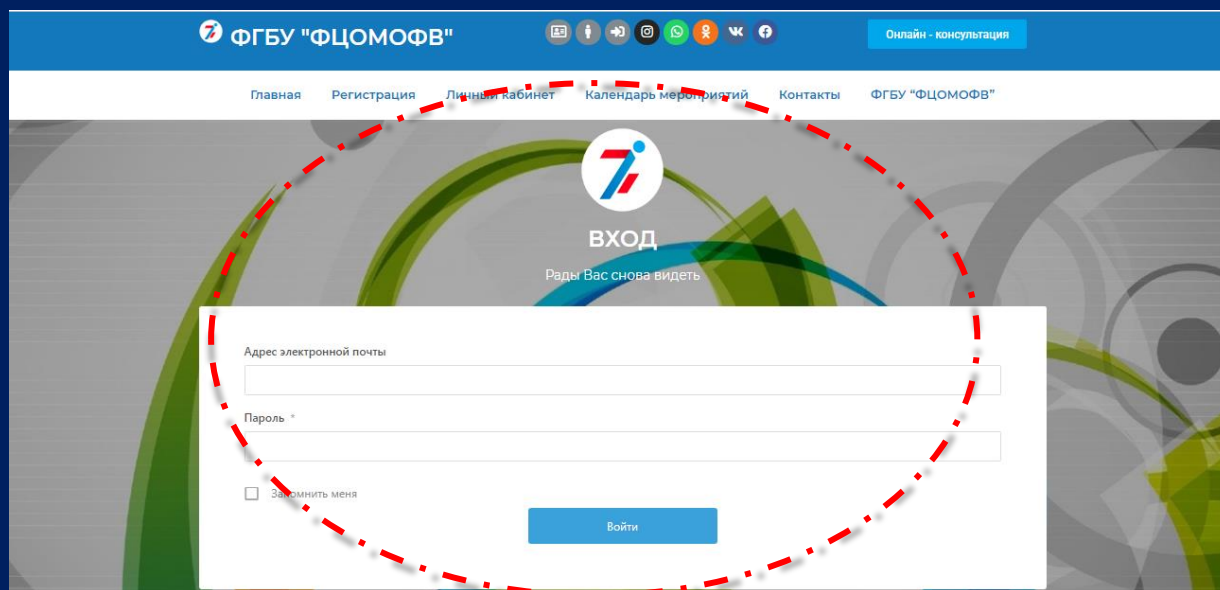 ФГБУ "ФЦОМОФВ"
Онлайн - консультация
Главная Регистрация Личный кабинет Календарь мероприятий Контакты ФГБУ “ФЦОМОФВ”
ВХОД
Рады Вас снова видеть
Адрес электронной почты
Пароль *
Запомнить меня
Войти